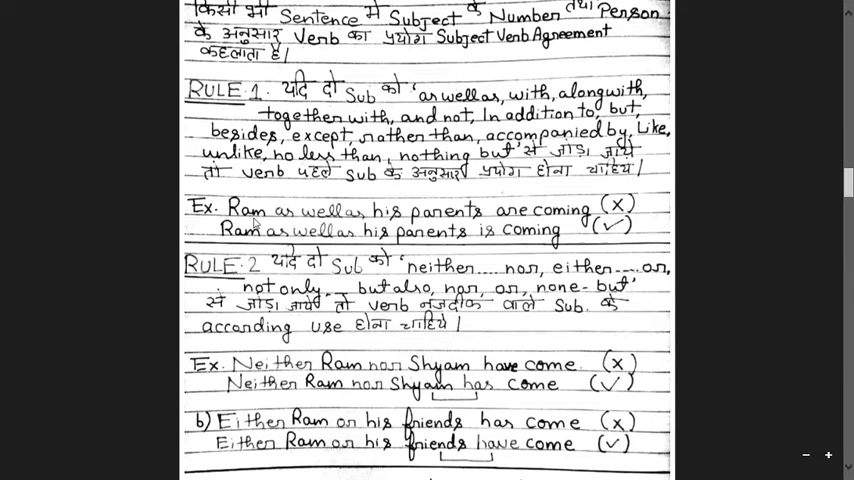 किसी भी Sentence मे Subject के Number तथा Person
के अनुसार Verb का प्रयोग Subject Verb Agreement
कहलाता है।
RULE·1. यदि दो Sub को 'as well as, with, along with,
together with, and not, In addition to, but,
besides, except, rather than, accompanied by, Like,
unlike, no less than, nothing but' से जोड़ा जाये
तो verb पहले Sub के अनुसार प्रयोग होना चाहिये।
Ex. Ram as well as his parents are coming (x)
Ram as well as his parents is coming (✓)
RULE·2 यदि दो Sub को 'neither.... nor, either.... or,
not only... but also, nor, or, none-but'
से जोड़ा जाये तो verb नजदीक वाले Sub. के
according use होना चाहिये।
Ex. Neither Ram nor Shyam have come. (x)
Neither Ram nor Shyam has come (✓)
b) Either Ram or his friends has come (x)
Either Ram or his friends have come (✓)